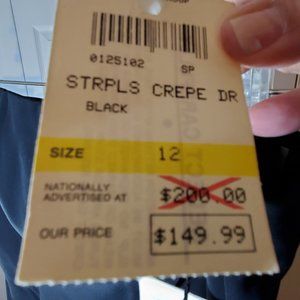 0125102 SP
STRPLS CREPE DR
BLACK
SIZE 12
NATIONALLY
ADVERTISED AT $200.00
OUR PRICE $149.99